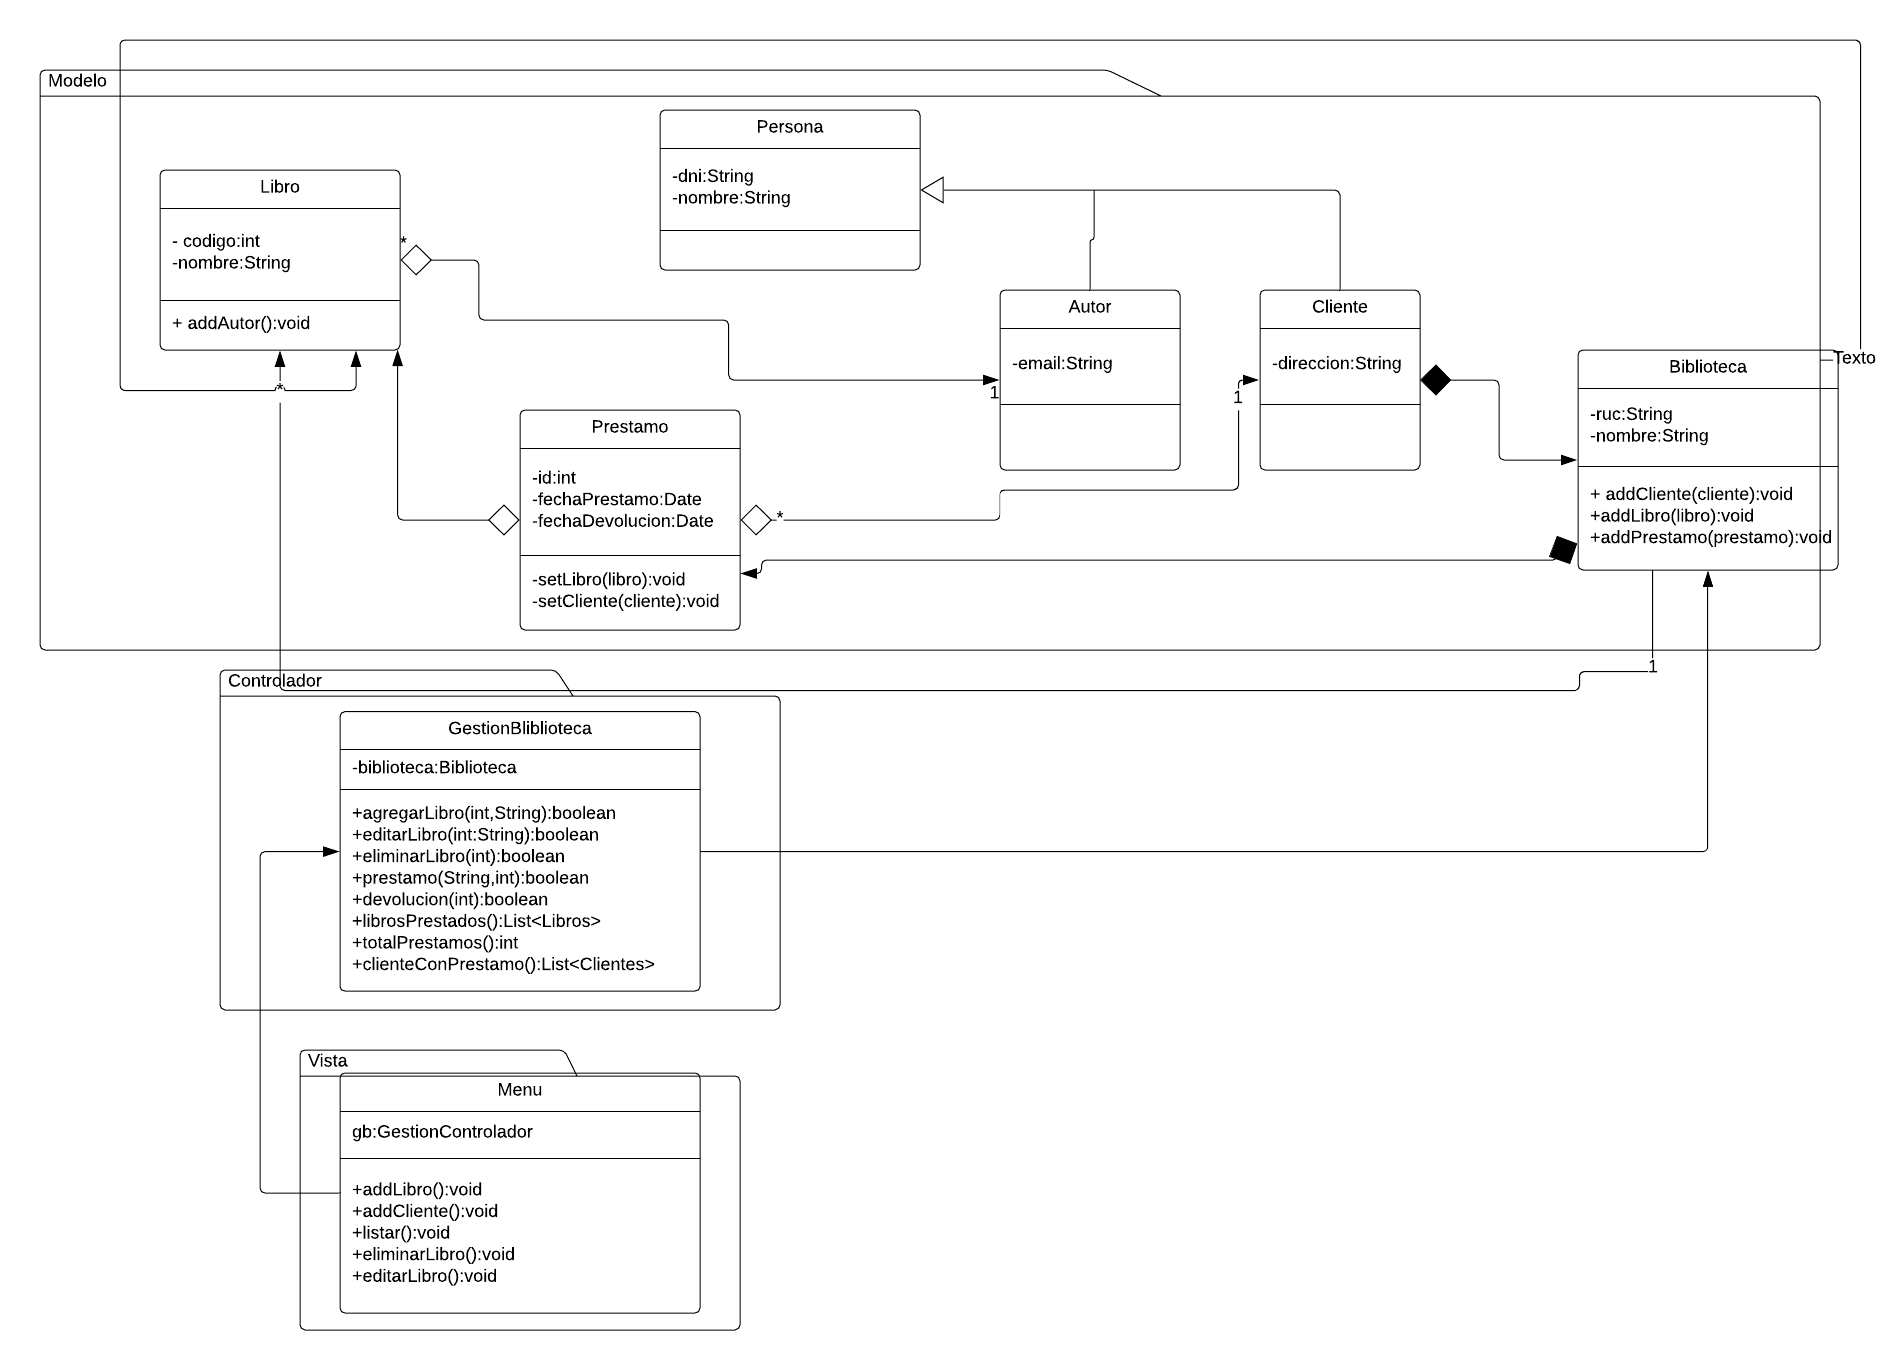 Modelo
Persona
-dni:String
-nombre:String
Libro
- codigo:int
-nombre:String
+ addAutor():void
*
*
Autor
-email:String
1
Cliente
-direccion:String
1
Texto
Biblioteca
-ruc:String
-nombre:String
+ addCliente(cliente):void
+addLibro(libro):void
+addPrestamo(prestamo):void
Prestamo
-id:int
-fechaPrestamo:Date
-fechaDevolucion:Date
-setLibro(libro):void
-setCliente(cliente):void
*
1
Controlador
GestionBliblioteca
-biblioteca:Biblioteca
+agregarLibro(int,String):boolean
+editarLibro(int:String):boolean
+eliminarLibro(int):boolean
+prestamo(String,int):boolean
+devolucion(int):boolean
+librosPrestados():List<Libros>
+totalPrestamos():int
+clienteConPrestamo():List<Clientes>
Vista
Menu
gb:GestionControlador
+addLibro():void
+addCliente():void
+listar():void
+eliminarLibro():void
+editarLibro():void